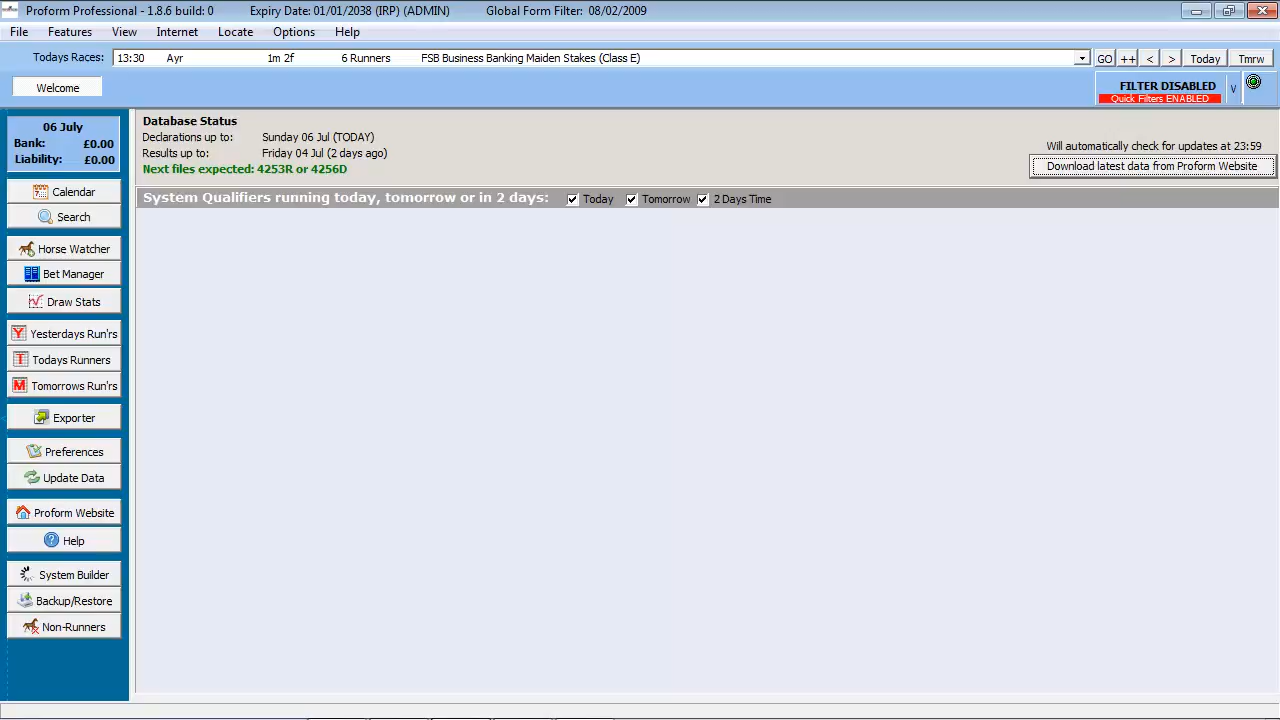 Proform Professional - 1.8.6 build: 0 Expiry Date: 01/01/2038 (IRP) (ADMIN) Global Form Filter: 08/02/2009
File Features View Internet Locate Options Help
Todays Races: 13:30 Ayr 1m 2f 6 Runners FSB Business Banking Maiden Stakes (Class E) GO ++ < > Today Tmrw
Welcome
FILTER DISABLED V
Quick Filters ENABLED
06 July
Bank: £0.00
Liability: £0.00
Calendar
Search
Horse Watcher
Bet Manager
Draw Stats
Yesterdays Run'rs
Todays Runners
Tomorrows Run'rs
Exporter
Preferences
Update Data
Proform Website
Help
System Builder
Backup/Restore
Non-Runners
Database Status
Declarations up to: Sunday 06 Jul (TODAY)
Results up to: Friday 04 Jul (2 days ago)
Next files expected: 4253R or 4256D
Will automatically check for updates at 23:59
Download latest data from Proform Website
System Qualifiers running today, tomorrow or in 2 days: Today Tomorrow 2 Days Time